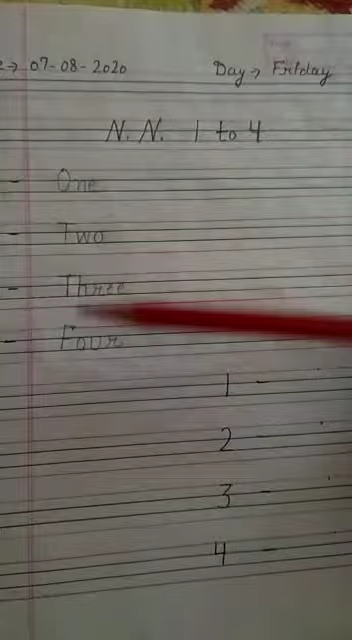 e → 07-08-2020 Day → Friday
N.N. 1 to 4
- One
- Two
- Three
- Four
1 -
2 -
3 -
4 -